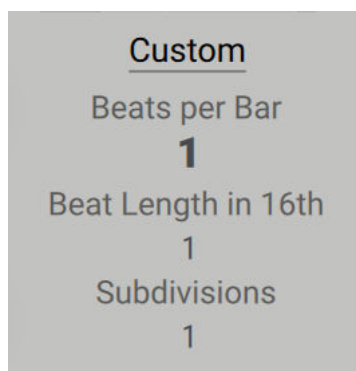 Custom
Beats per Bar
1
Beat Length in 16th
1
Subdivisions
1